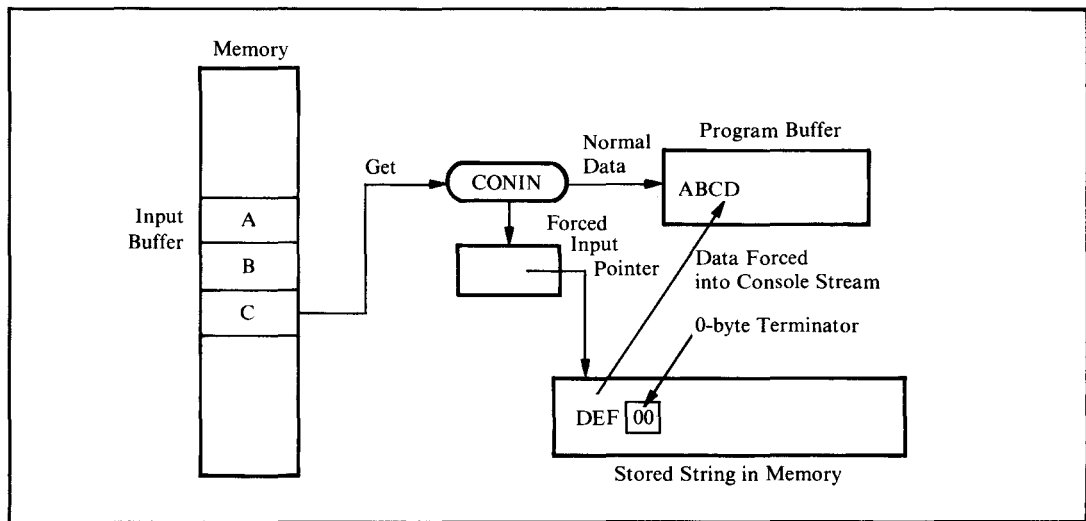 Memory
Input
Buffer
A
B
C
Get
CONIN
Normal
Data
Forced
Input
Pointer
Program Buffer
ABCD
Data Forced
into Console Stream
0-byte Terminator
DEF 00
Stored String in Memory